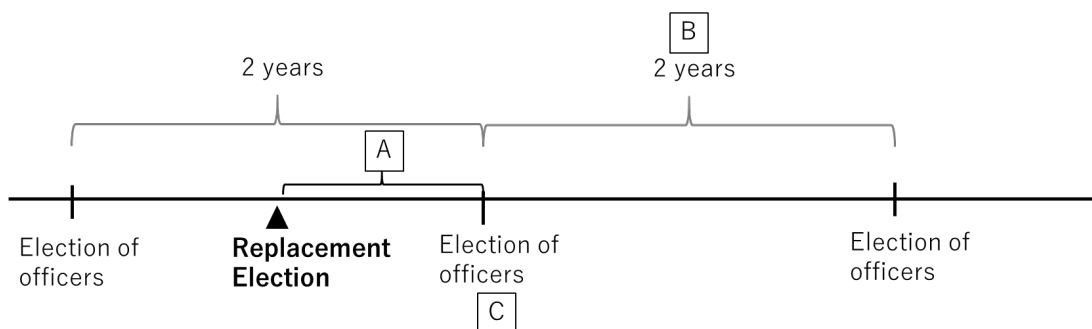 B
2 years
2 years
A
Election of
officers
Replacement
Election
Election of
officers
C
Election of
officers